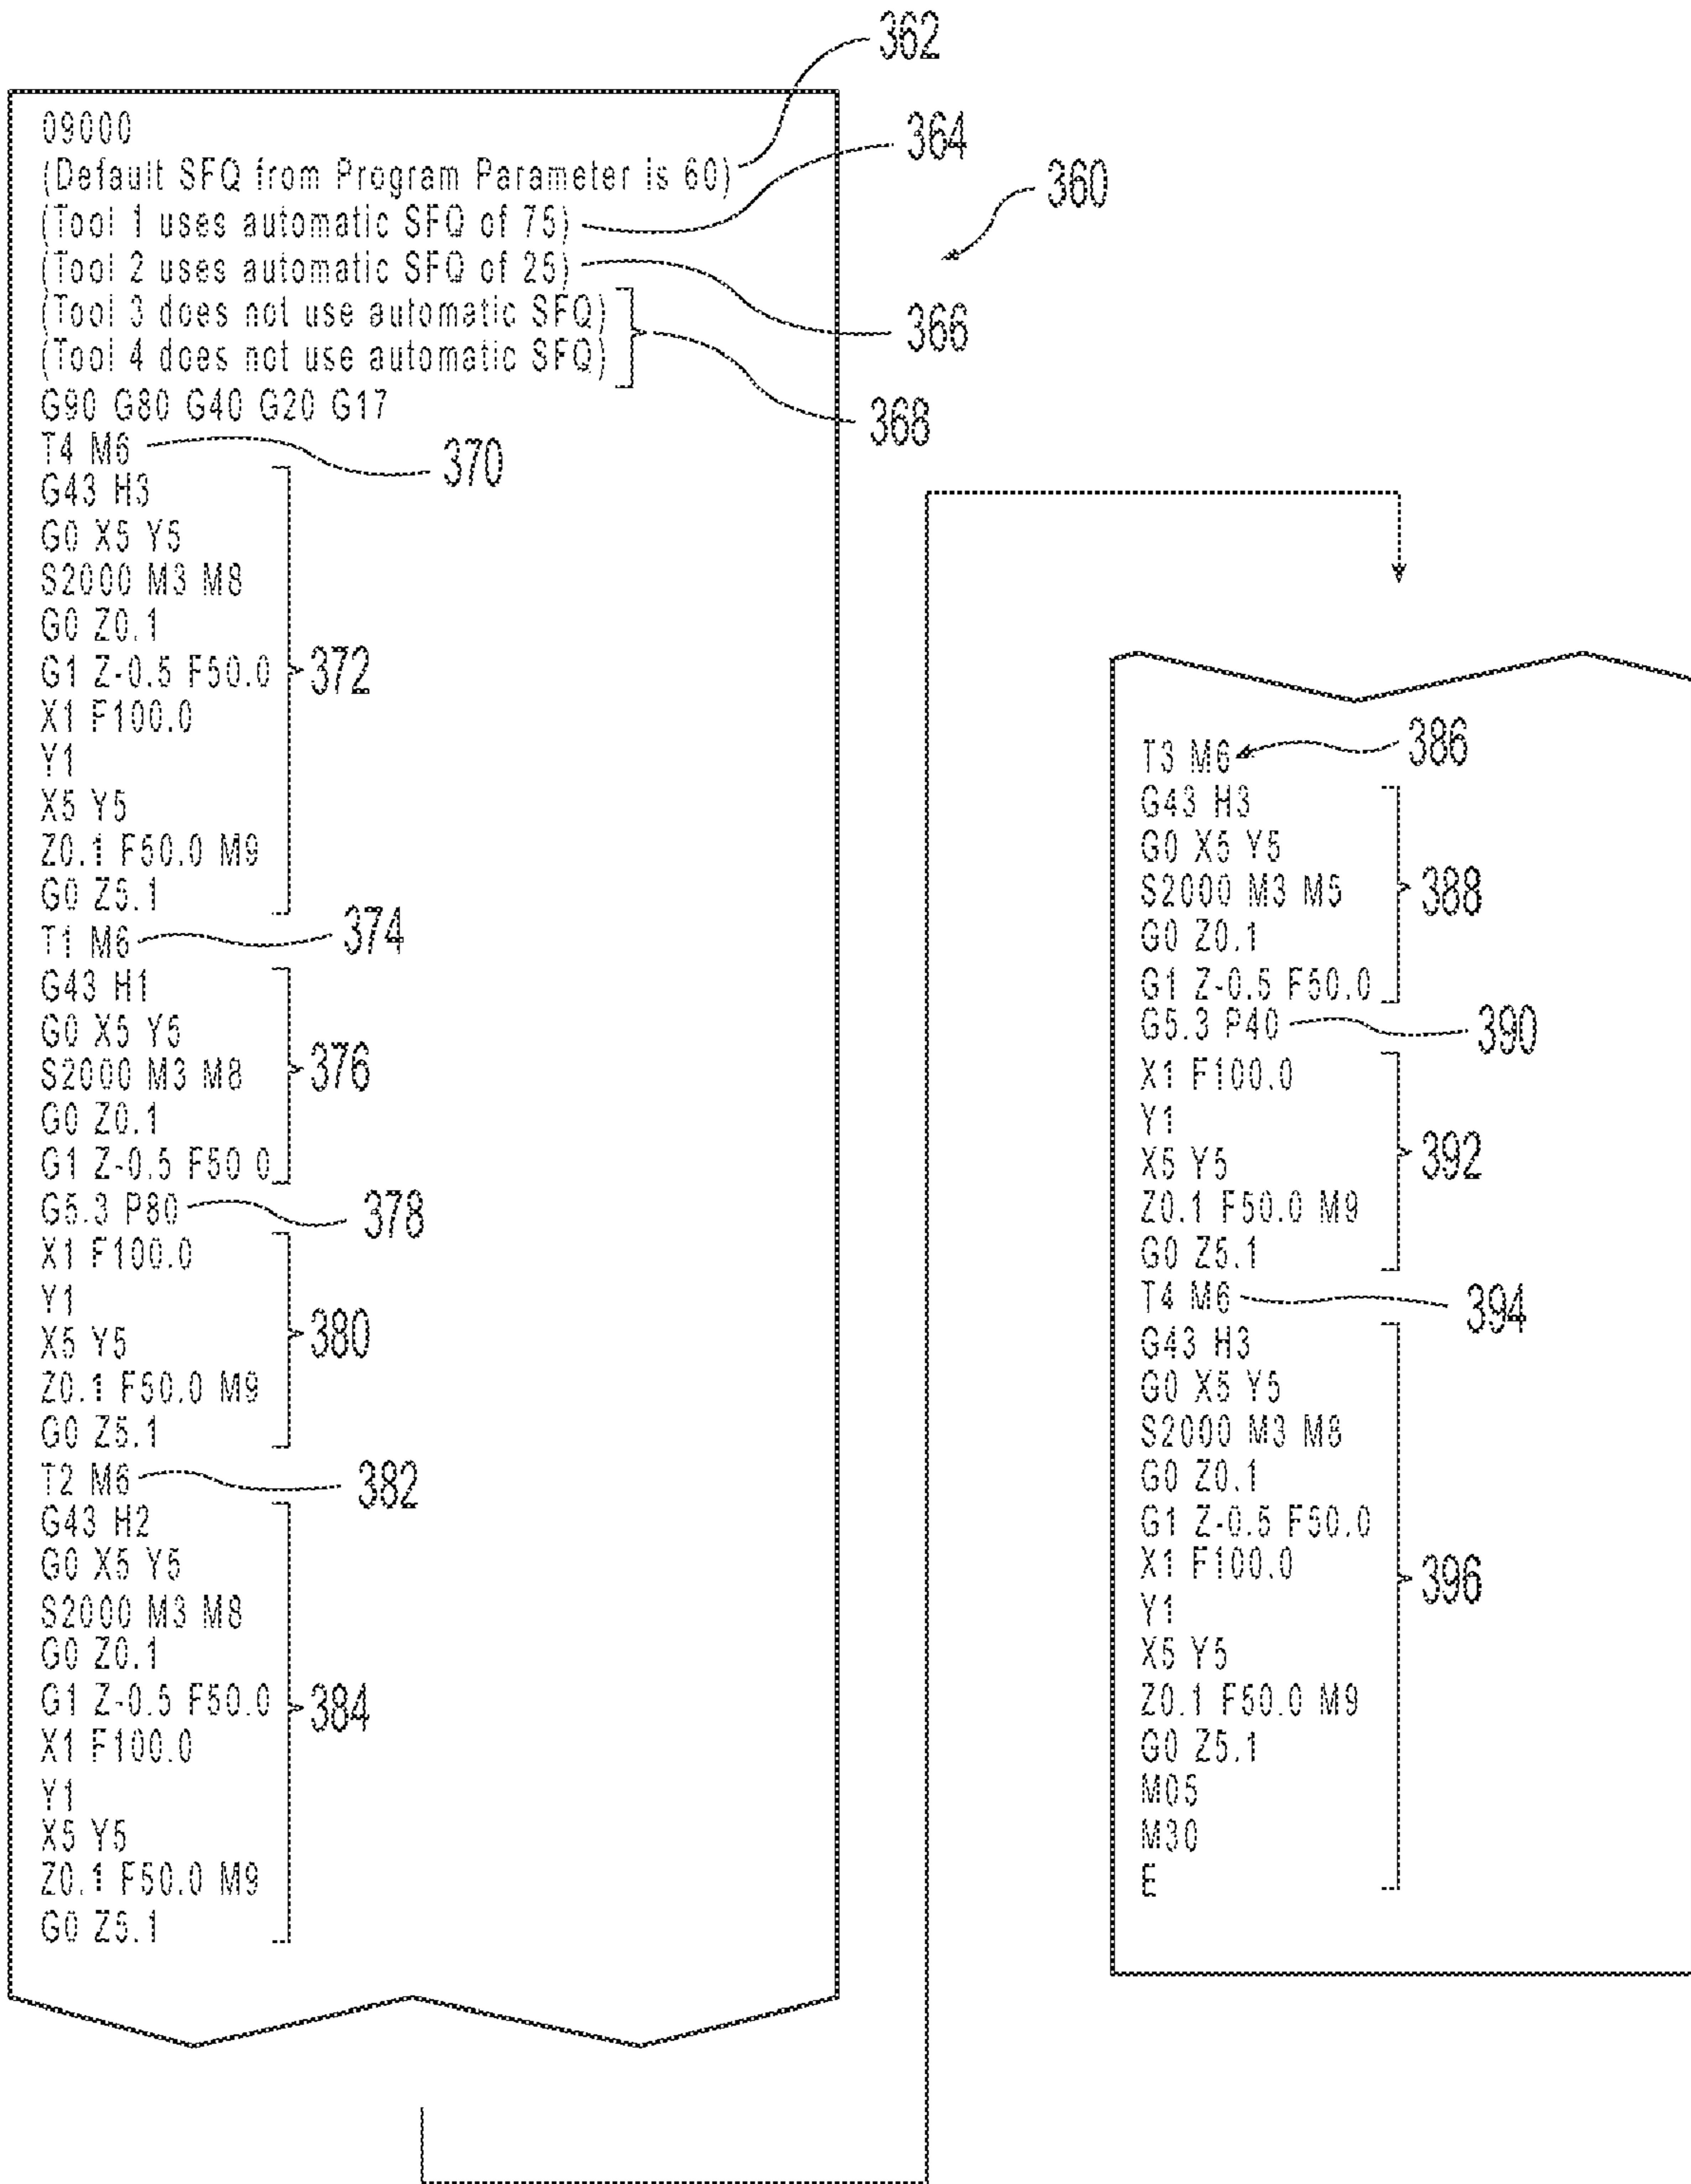 362
09000
(Default SFQ from Program Parameter is 60)
364
(Tool 1 uses automatic SFQ of 75)
360
(Tool 2 uses automatic SFQ of 25)
366
(Tool 3 does not use automatic SFQ)
(Tool 4 does not use automatic SFQ)
368
G90 G80 G40 G20 G17
T4 M6
370
G43 H3
G0 X5 Y5
S2000 M3 M8
G0 Z0.1
G1 Z-0.5 F50.0
372
X1 F100.0
Y1
X5 Y5
Z0.1 F50.0 M9
G0 Z5.1
T1 M6
374
G43 H1
G0 X5 Y5
S2000 M3 M8
376
G0 Z0.1
G1 Z-0.5 F50 0
G5.3 P80
378
X1 F100.0
Y1
X5 Y5
380
Z0.1 F50.0 M9
G0 Z5.1
T2 M6
382
G43 H2
G0 X5 Y5
S2000 M3 M8
G0 Z0.1
G1 Z-0.5 F50.0
384
X1 F100.0
Y1
X5 Y5
Z0.1 F50.0 M9
G0 Z5.1
T3 M6
386
G43 H3
G0 X5 Y5
S2000 M3 M5
388
G0 Z0.1
G1 Z-0.5 F50.0
G5.3 P40
390
X1 F100.0
Y1
X5 Y5
392
Z0.1 F50.0 M9
G0 Z5.1
T4 M6
394
G43 H3
G0 X5 Y5
S2000 M3 M8
G0 Z0.1
G1 Z-0.5 F50.0
X1 F100.0
396
Y1
X5 Y5
Z0.1 F50.0 M9
G0 Z5.1
M05
M30
E